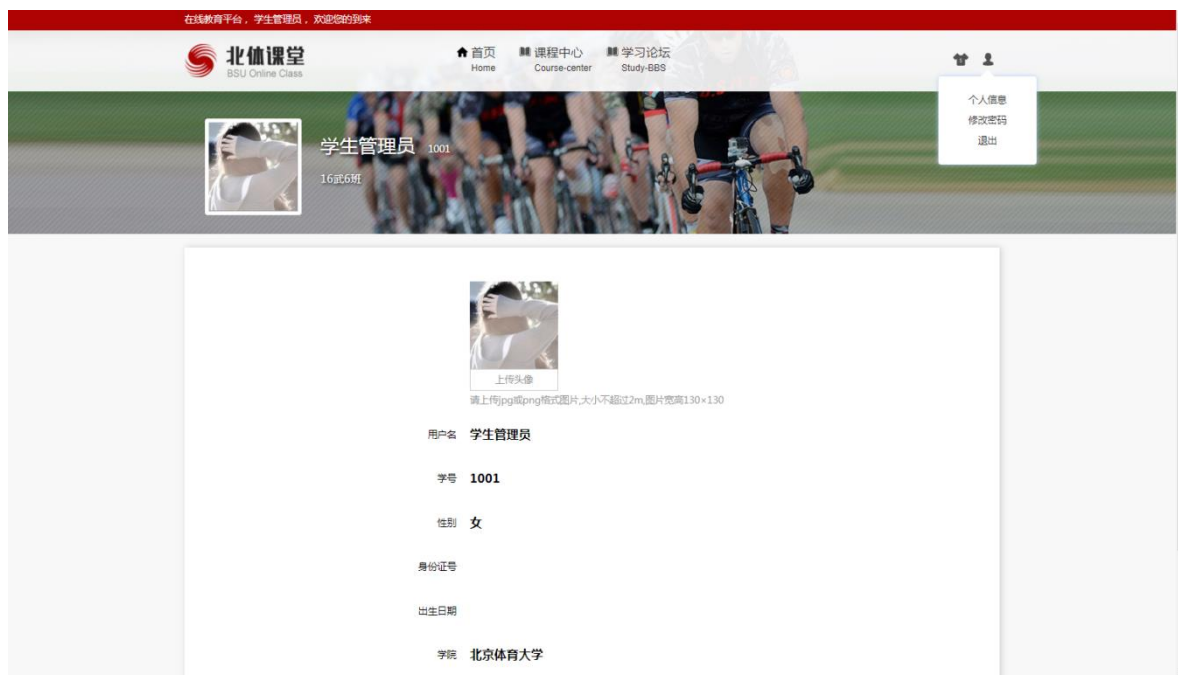 在线教育平台，学生管理员，欢迎您的到来
北体课堂
BSU Online Class
首页
Home
课程中心
Course-center
学习论坛
Study-BBS
个人信息
修改密码
退出
学生管理员 1001
16武6班
上传头像
请上传jpg或png格式图片,大小不超过2m,图片宽高130×130
用户名 学生管理员
学号 1001
性别 女
身份证号
出生日期
学院 北京体育大学